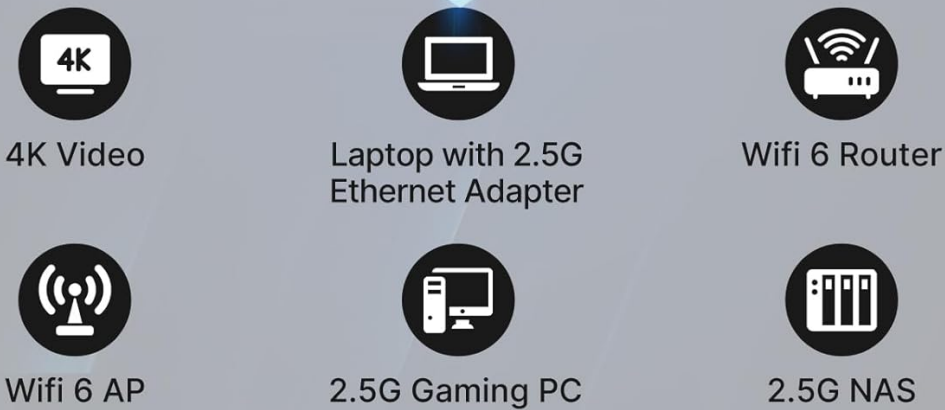 4K
4K Video
Laptop with 2.5G
Ethernet Adapter
Wifi 6 Router
Wifi 6 AP
2.5G Gaming PC
2.5G NAS